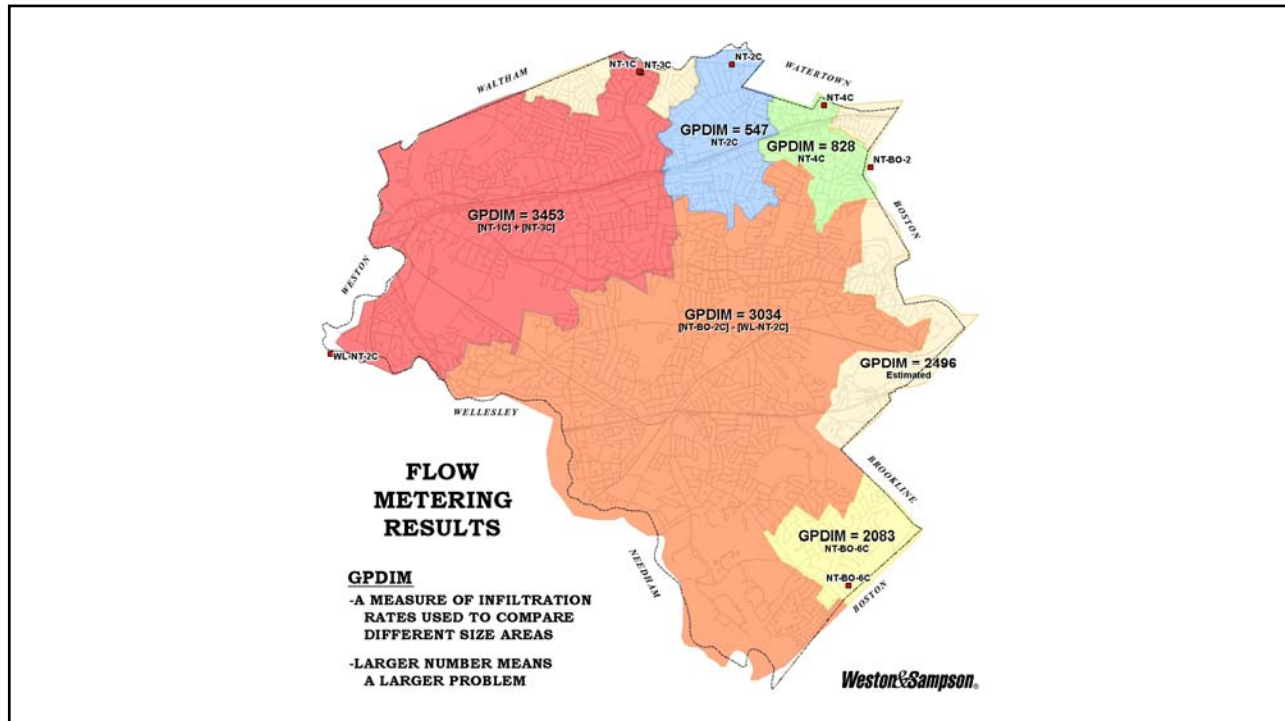 NT-1C
NT-3C
NT-2C
WALTHAM
WATERTOWN
NT-4C
GPDIM = 547
NT-2C
GPDIM = 828
NT-4C
NT-BO-2
GPDIM = 3453
[NT-1C] + [NT-3C]
BOSTON
WESTON
GPDIM = 3034
[NT-BO-2C] - [WL-NT-2C]
WL-NT-2C
GPDIM = 2496
Estimated
WELLESLEY
BROOKLINE
FLOW
METERING
RESULTS
GPDIM = 2083
NT-BO-6C
NEEDHAM
NT-BO-6C
BOSTON
GPDIM
-A MEASURE OF INFILTRATION
RATES USED TO COMPARE
DIFFERENT SIZE AREAS
-LARGER NUMBER MEANS
A LARGER PROBLEM
Weston&Sampson®